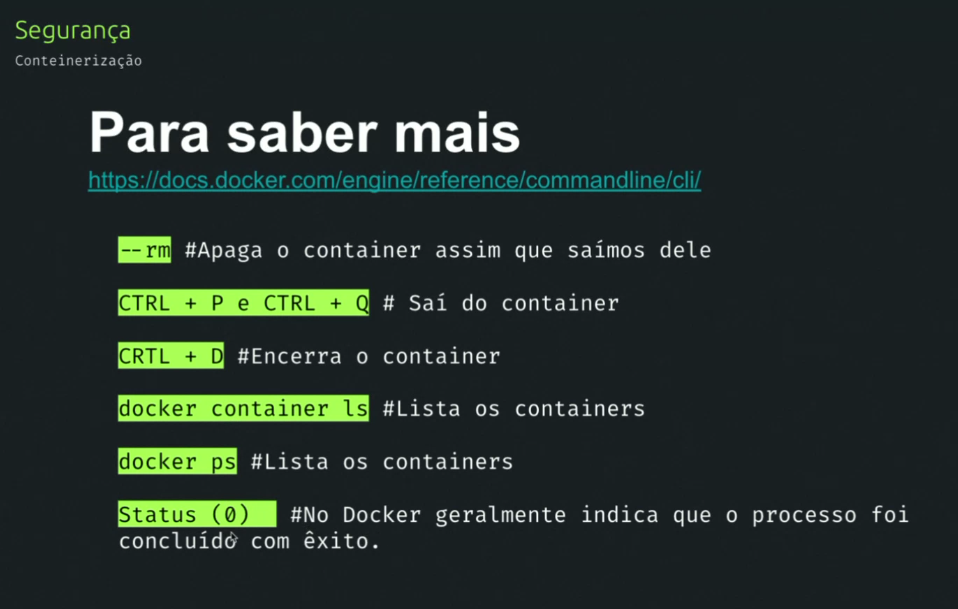 Segurança
Conteinerização
Para saber mais
https://docs.docker.com/engine/reference/commandline/cli/
--rm #Apaga o container assim que saímos dele
CTRL + P e CTRL + Q # Saí do container
CRTL + D #Encerra o container
docker container ls #Lista os containers
docker ps #Lista os containers
Status (0) #No Docker geralmente indica que o processo foi
concluído com êxito.